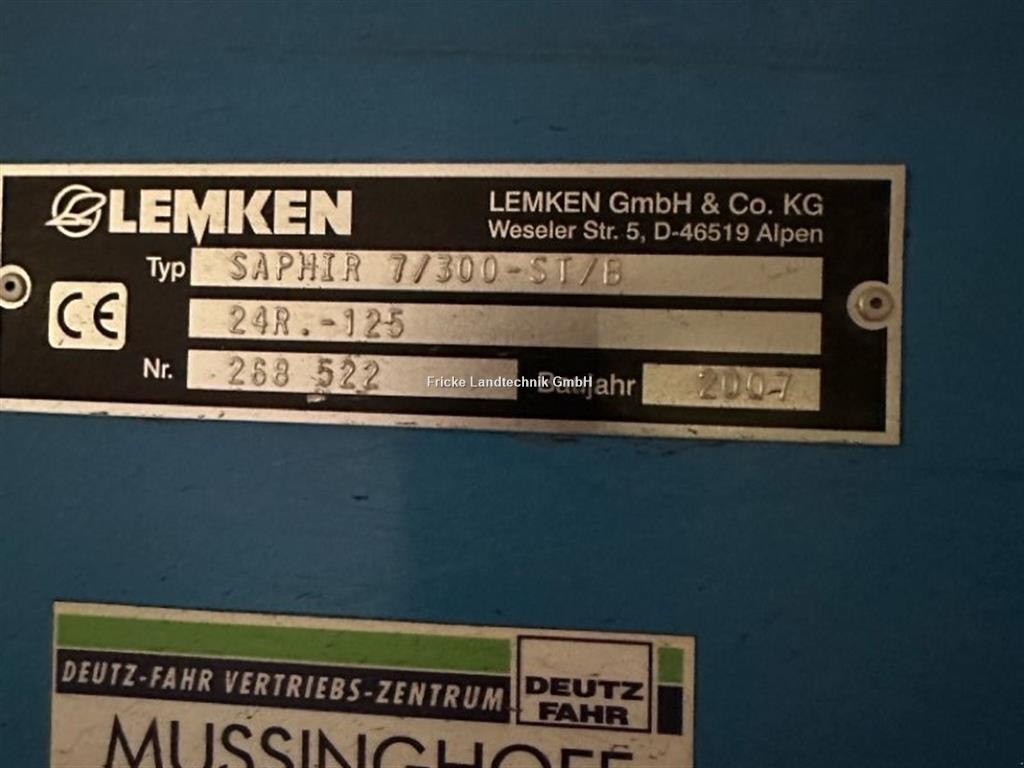 LEMKEN
LEMKEN GmbH & Co. KG
Weseler Str. 5, D-46519 Alpen
Typ SAPHIR 7/300-ST/B
CE 24R.-125
Nr. 268 522 Baujahr 2007
Fricke Landtechnik GmbH
DEUTZ-FAHR VERTRIEBS-ZENTRUM
DEUTZ
FAHR
MUSSINGHOFF